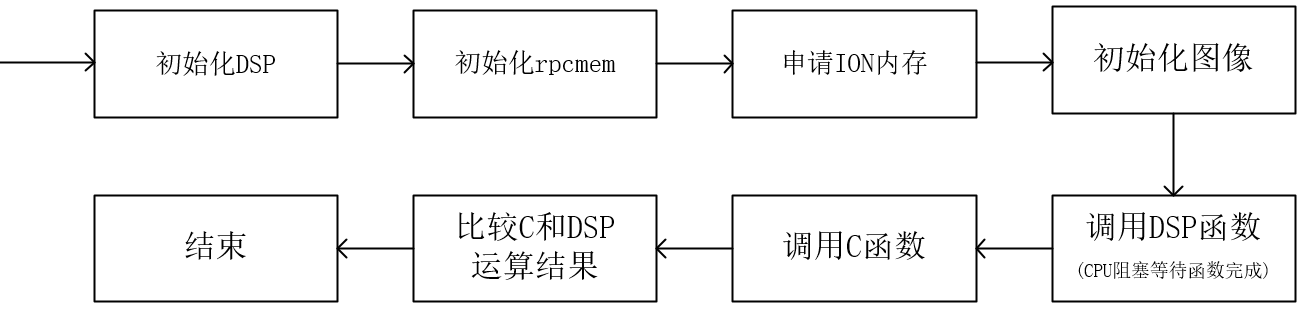 初始化DSP
初始化rpcmem
申请ION内存
初始化图像
调用DSP函数
(CPU阻塞等待函数完成)
调用C函数
比较C和DSP
运算结果
结束